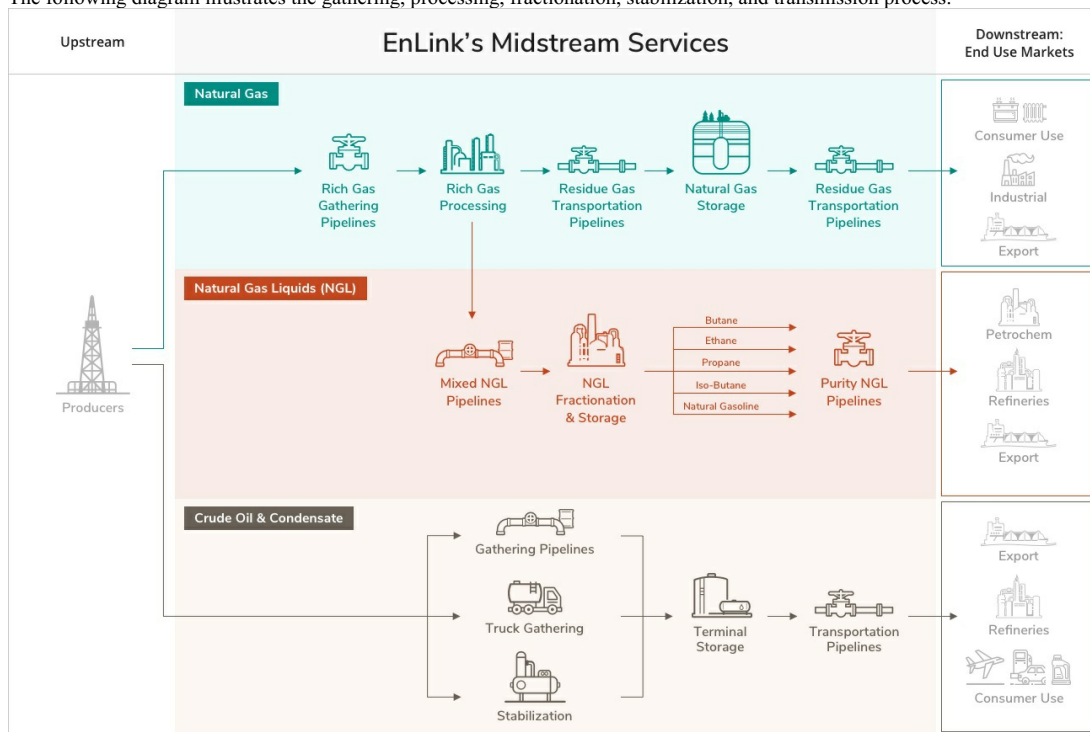 The following diagram illustrates the gathering, processing, fractionation, stabilization, and transmission process:
Upstream
EnLink's Midstream Services
Downstream:
End Use Markets
Natural Gas
Rich Gas
Gathering
Pipelines
Rich Gas
Processing
Residue Gas
Transportation
Pipelines
Natural Gas
Storage
Residue Gas
Transportation
Pipelines
Consumer Use
Industrial
Export
Producers
Natural Gas Liquids (NGL)
Mixed NGL
Pipelines
NGL
Fractionation
& Storage
Butane
Ethane
Propane
Iso-Butane
Natural Gasoline
Purity NGL
Pipelines
Petrochem
Refineries
Export
Crude Oil & Condensate
Gathering Pipelines
Truck Gathering
Stabilization
Terminal
Storage
Transportation
Pipelines
Export
Refineries
Consumer Use